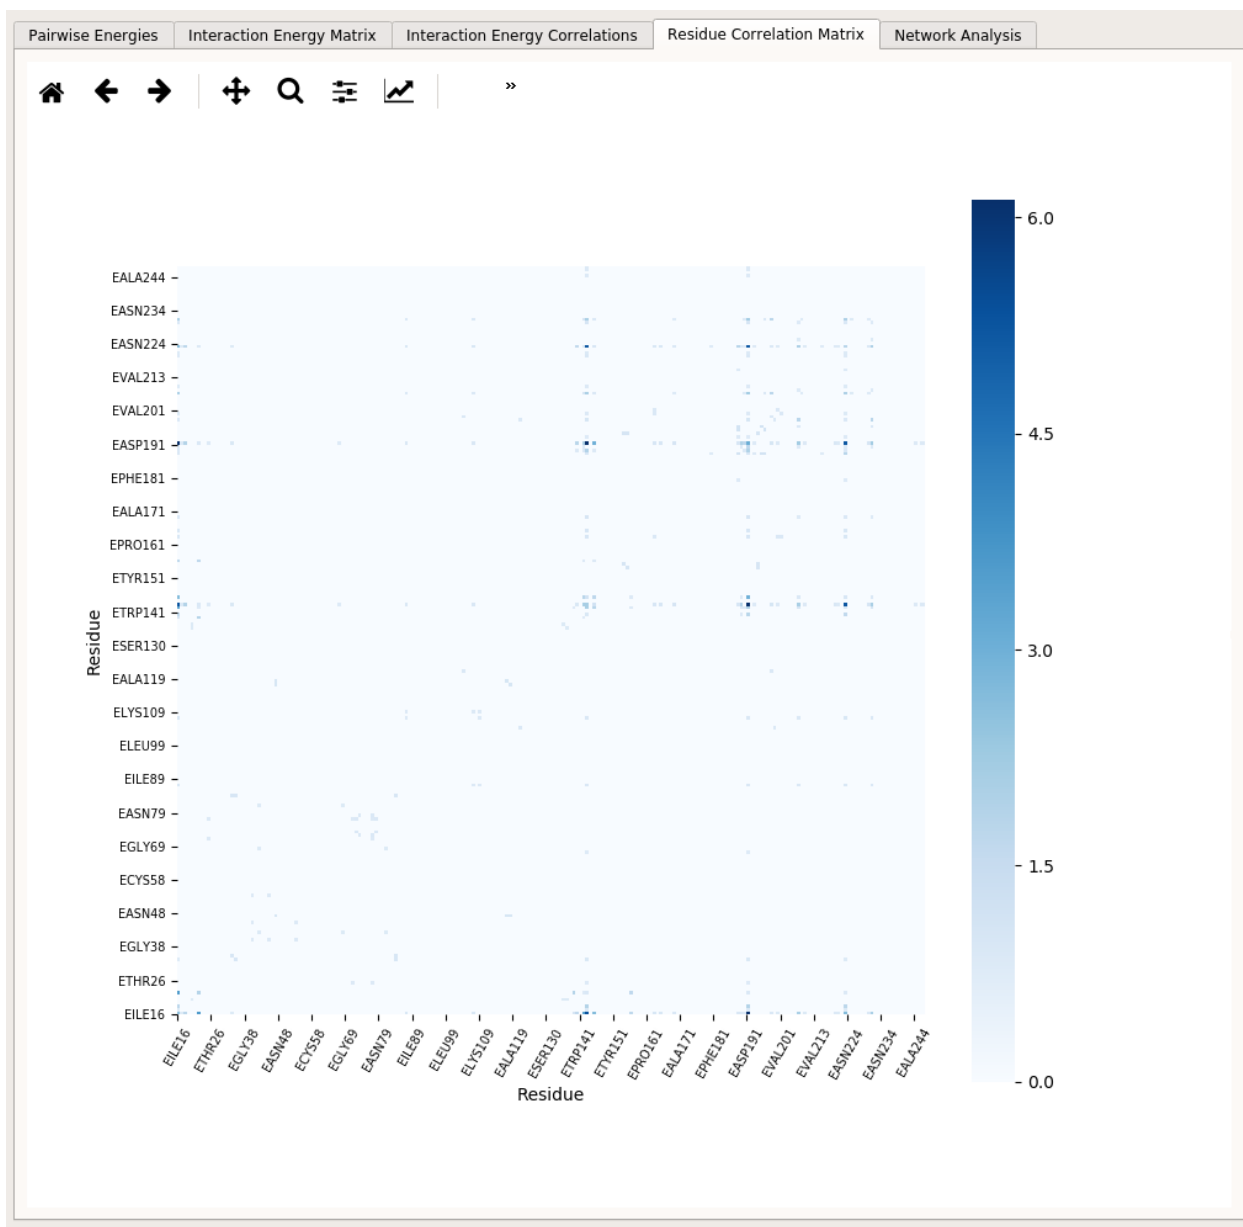 Pairwise Energies
Interaction Energy Matrix
Interaction Energy Correlations
Residue Correlation Matrix
Network Analysis
»
6.0
4.5
3.0
1.5
0.0
EALA244
EASN234
EASN224
EVAL213
EVAL201
EASP191
EPHE181
EALA171
EPRO161
ETYR151
ETRP141
ESER130
EALA119
ELYS109
ELEU99
EILE89
EASN79
EGLY69
ECYS58
EASN48
EGLY38
ETHR26
EILE16
Residue
EILE16
ETHR26
EGLY38
EASN48
ECYS58
EGLY69
EASN79
EILE89
ELEU99
ELYS109
EALA119
ESER130
ETRP141
ETYR151
EPRO161
EALA171
EPHE181
EASP191
EVAL201
EVAL213
EASN224
EASN234
EALA244
Residue